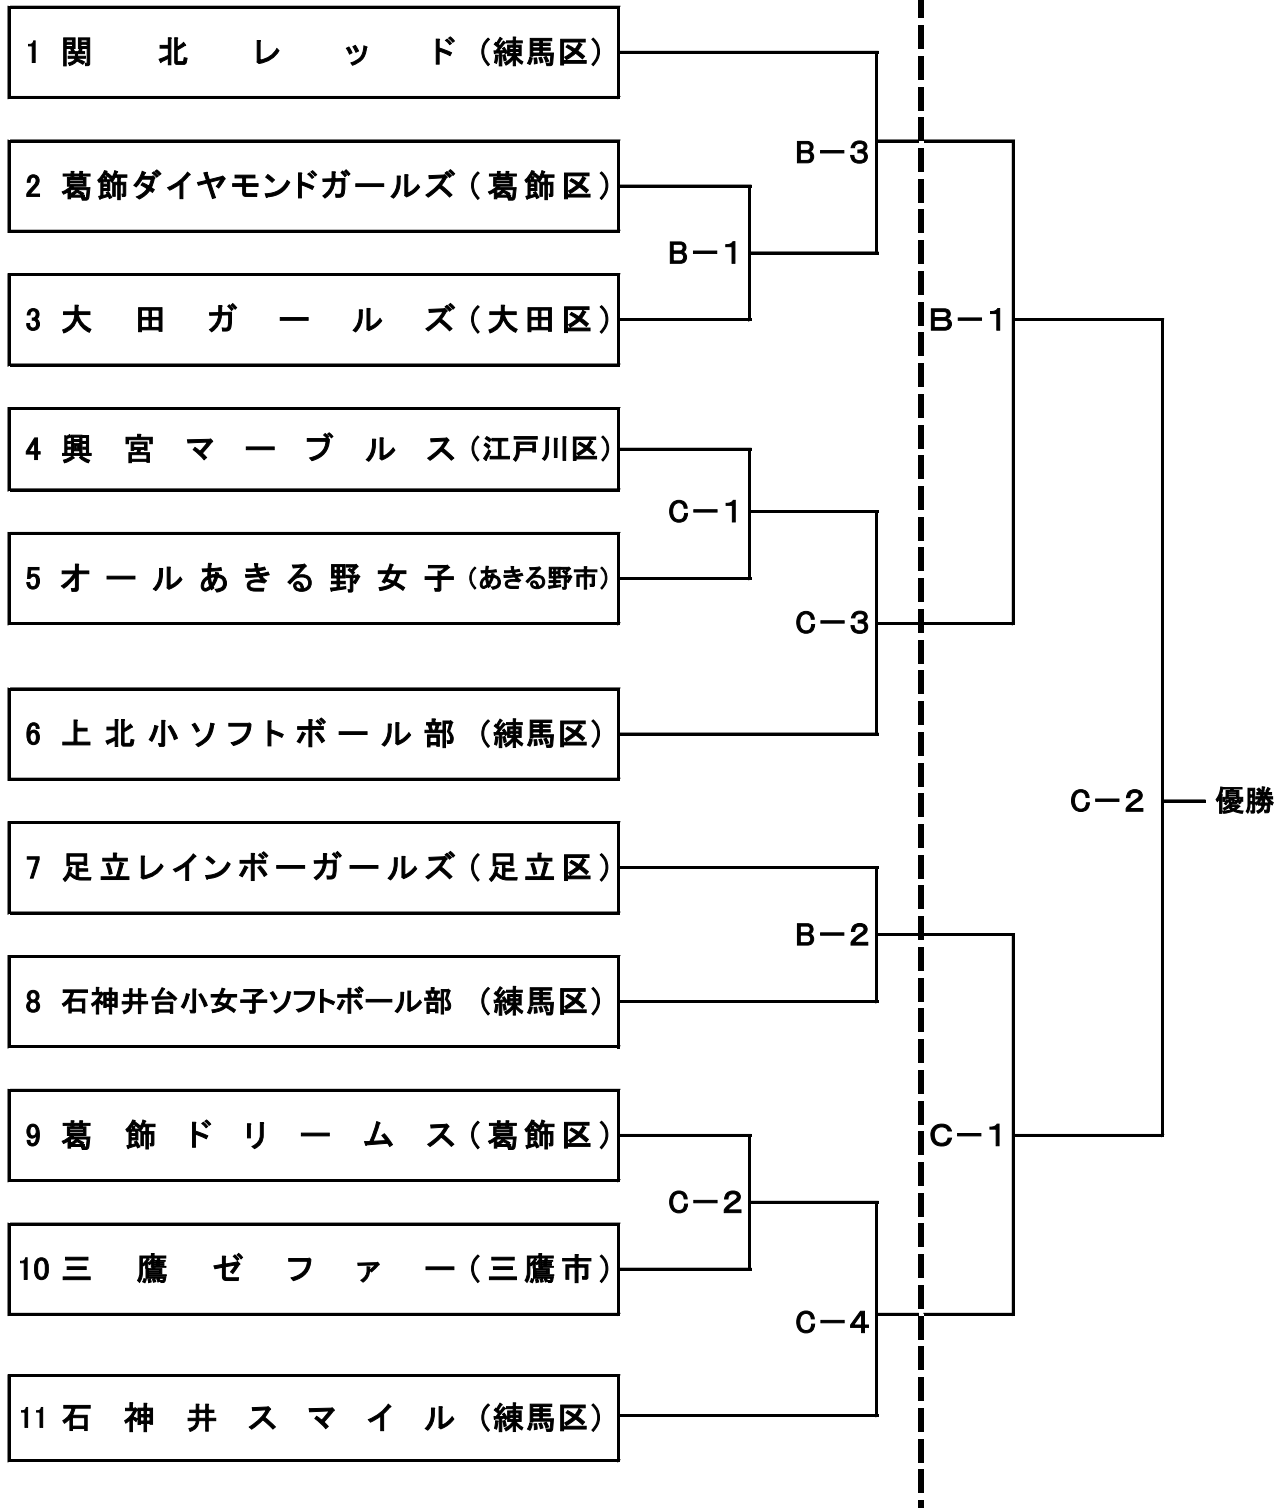 1 関北レッド（練馬区）
B－3
2 葛飾ダイヤモンドガールズ（葛飾区）
B－1
3 大田ガールズ（大田区）
B－1
4 興宮マーブルス（江戸川区）
C－1
5 オールあきる野女子（あきる野市）
C－3
6 上北小ソフトボール部（練馬区）
C－2 優勝
7 足立レインボーガールズ（足立区）
B－2
8 石神井台小女子ソフトボール部（練馬区）
9 葛飾ドリームス（葛飾区）
C－1
C－2
10 三鷹ゼファー（三鷹市）
C－4
11 石神井スマイル（練馬区）